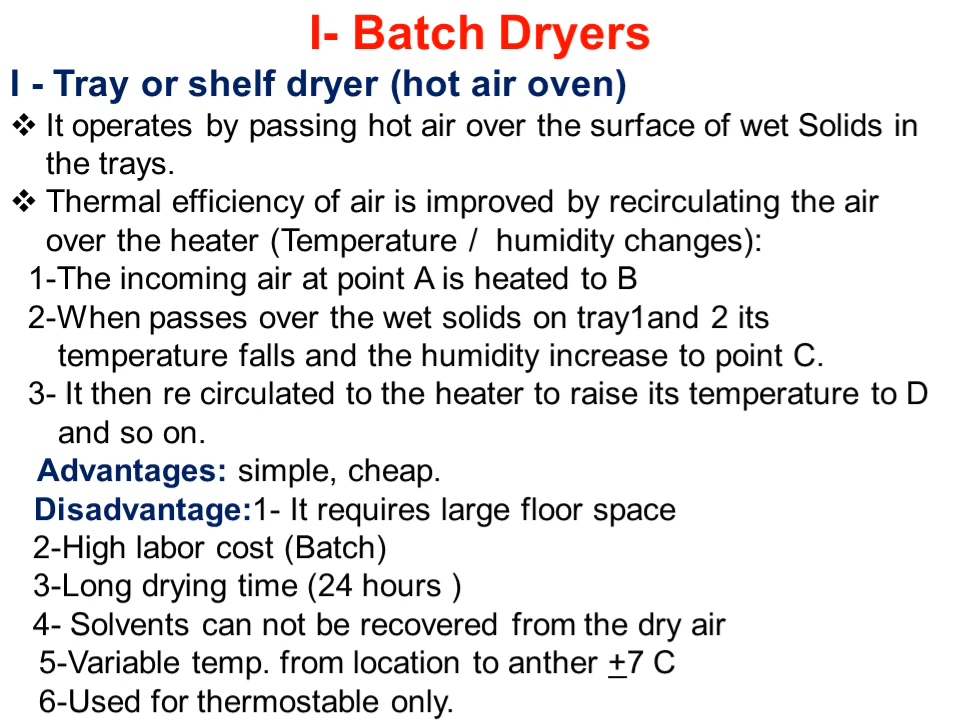 I- Batch Dryers
I - Tray or shelf dryer (hot air oven)
❖ It operates by passing hot air over the surface of wet Solids in
the trays.
❖ Thermal efficiency of air is improved by recirculating the air
over the heater (Temperature / humidity changes):
1-The incoming air at point A is heated to B
2-When passes over the wet solids on tray1and 2 its
temperature falls and the humidity increase to point C.
3- It then re circulated to the heater to raise its temperature to D
and so on.
Advantages: simple, cheap.
Disadvantage:1- It requires large floor space
2-High labor cost (Batch)
3-Long drying time (24 hours )
4- Solvents can not be recovered from the dry air
5-Variable temp. from location to anther +7 C
6-Used for thermostable only.